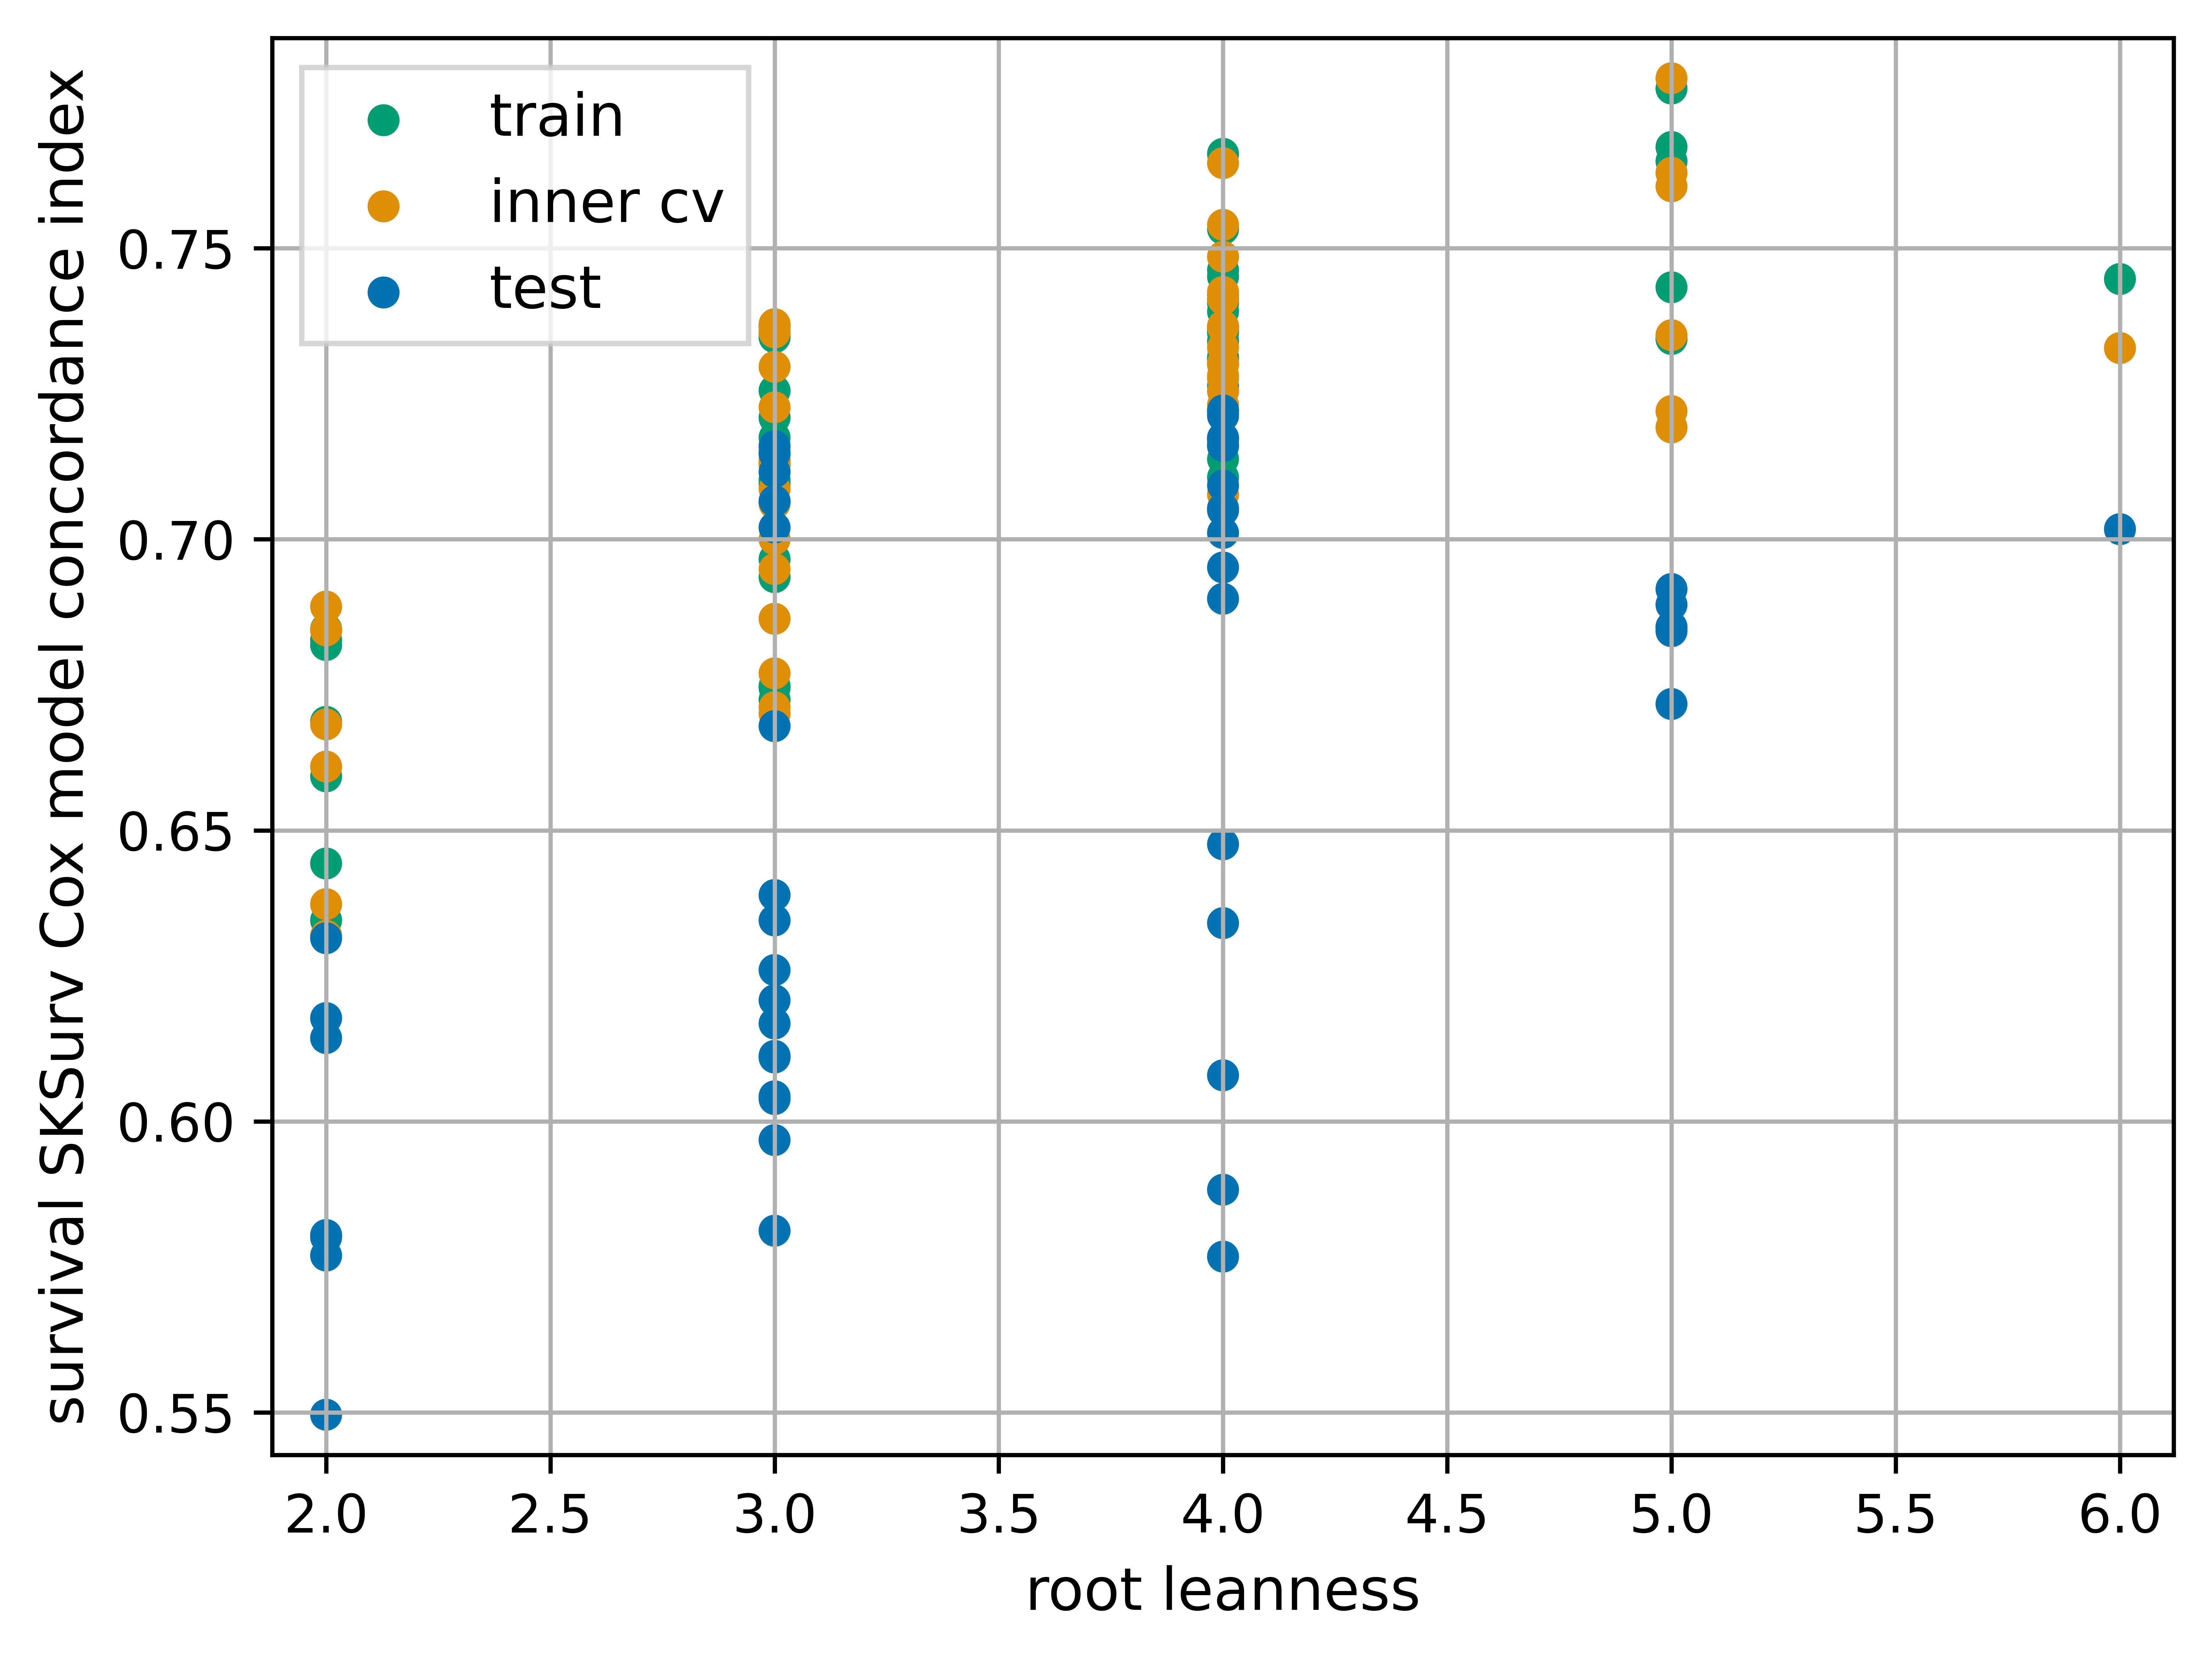 survival SKSurv Cox model concordance index
train
inner cv
test
0.75
0.70
0.65
0.60
0.55
2.0 2.5 3.0 3.5 4.0 4.5 5.0 5.5 6.0
root leanness